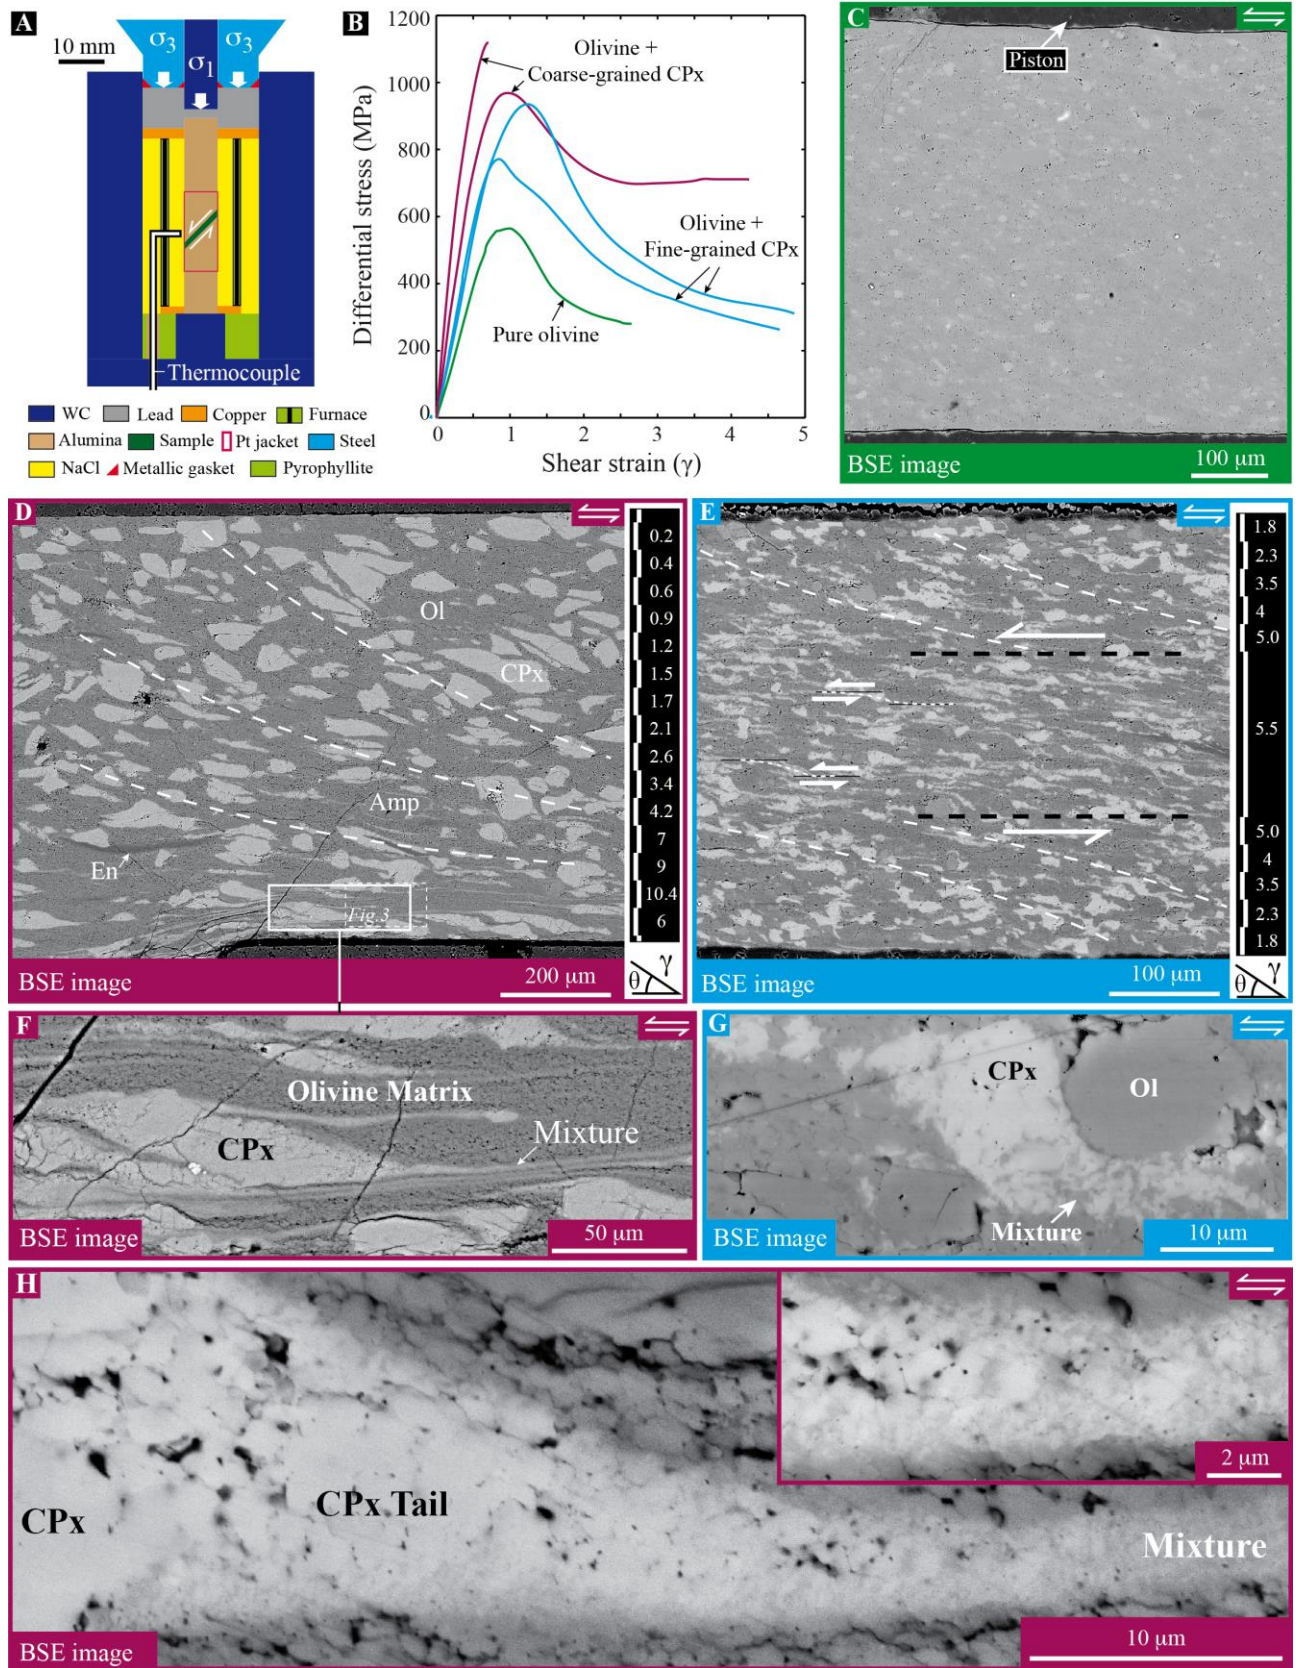 A
10 mm
σ3
σ1
σ3
Thermocouple
WC Lead Copper Furnace
Alumina Sample Pt jacket Steel
NaCl Metallic gasket Pyrophyllite
B
Differential stress (MPa)
1200
1000
800
600
400
200
0
Olivine +
Coarse-grained CPx
Olivine +
Fine-grained CPx
Pure olivine
0 1 2 3 4 5
Shear strain (γ)
C
Piston
BSE image
100 μm
D
Ol
CPx
Amp
En
Fig.3
0.2
0.4
0.6
0.9
1.2
1.5
1.7
2.1
2.6
3.4
4.2
7
9
10.4
6
θ γ
BSE image
200 μm
E
1.8
2.3
3.5
4
5.0
5.5
5.0
4
3.5
2.3
1.8
θ γ
BSE image
100 μm
F
Olivine Matrix
CPx
Mixture
BSE image
50 μm
G
CPx
Ol
Mixture
BSE image
10 μm
H
2 μm
CPx
CPx Tail
Mixture
BSE image
10 μm